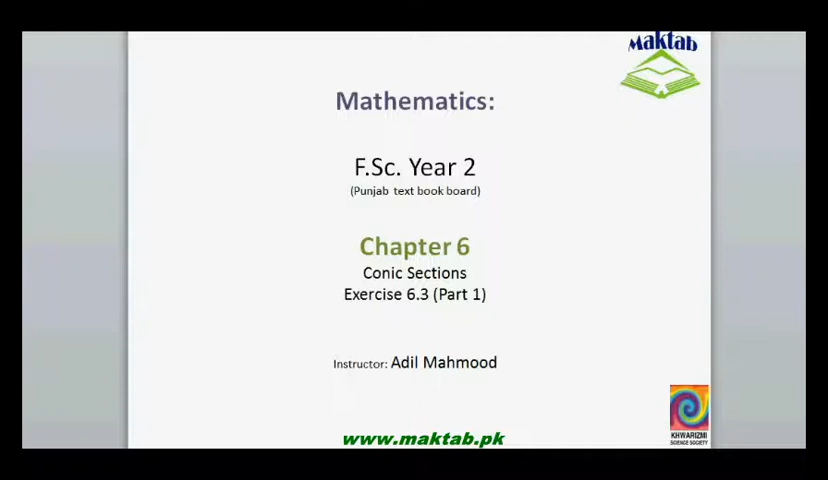 Maktab
Mathematics:
F.Sc. Year 2
(Punjab text book board)
Chapter 6
Conic Sections
Exercise 6.3 (Part 1)
Instructor: Adil Mahmood
KHWARIZMI
SCIENCE SOCIETY
www.maktab.pk